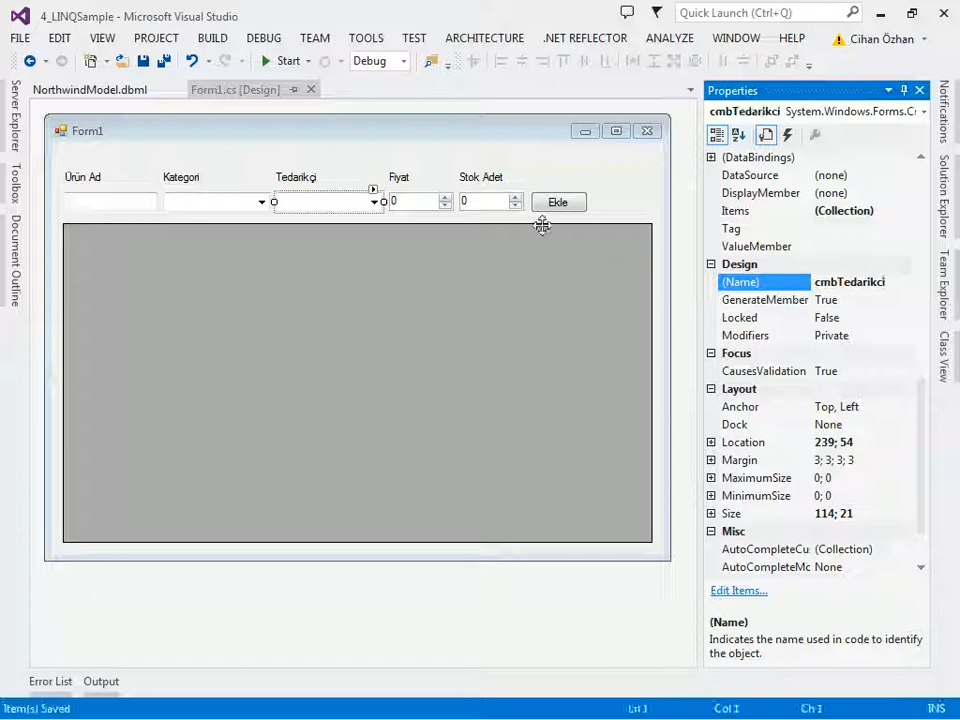 4_LINQSample - Microsoft Visual Studio
Quick Launch (Ctrl+Q)
FILE EDIT VIEW PROJECT BUILD DEBUG TEAM TOOLS TEST ARCHITECTURE .NET REFLECTOR ANALYZE WINDOW HELP Cihan Özhan
Start Debug
NorthwindModel.dbml Form1.cs [Design]
Server Explorer
Toolbox
Document Outline
Form1
Ürün Ad Kategori Tedarikçi Fiyat Stok Adet
0 0 Ekle
Properties
cmbTedarikci System.Windows.Forms.Cr
(DataBindings)
DataSource (none)
DisplayMember (none)
Items (Collection)
Tag
ValueMember
Design
(Name) cmbTedarikci
GenerateMember True
Locked False
Modifiers Private
Focus
CausesValidation True
Layout
Anchor Top, Left
Dock None
Location 239; 54
Margin 3; 3; 3; 3
MaximumSize 0; 0
MinimumSize 0; 0
Size 114; 21
Misc
AutoCompleteCu (Collection)
AutoCompleteMc None
Edit Items...
(Name)
Indicates the name used in code to identify
the object.
Notifications
Solution Explorer
Team Explorer
Class View
Error List Output
Item(s) Saved Ln 1 Col 1 Ch 1 INS